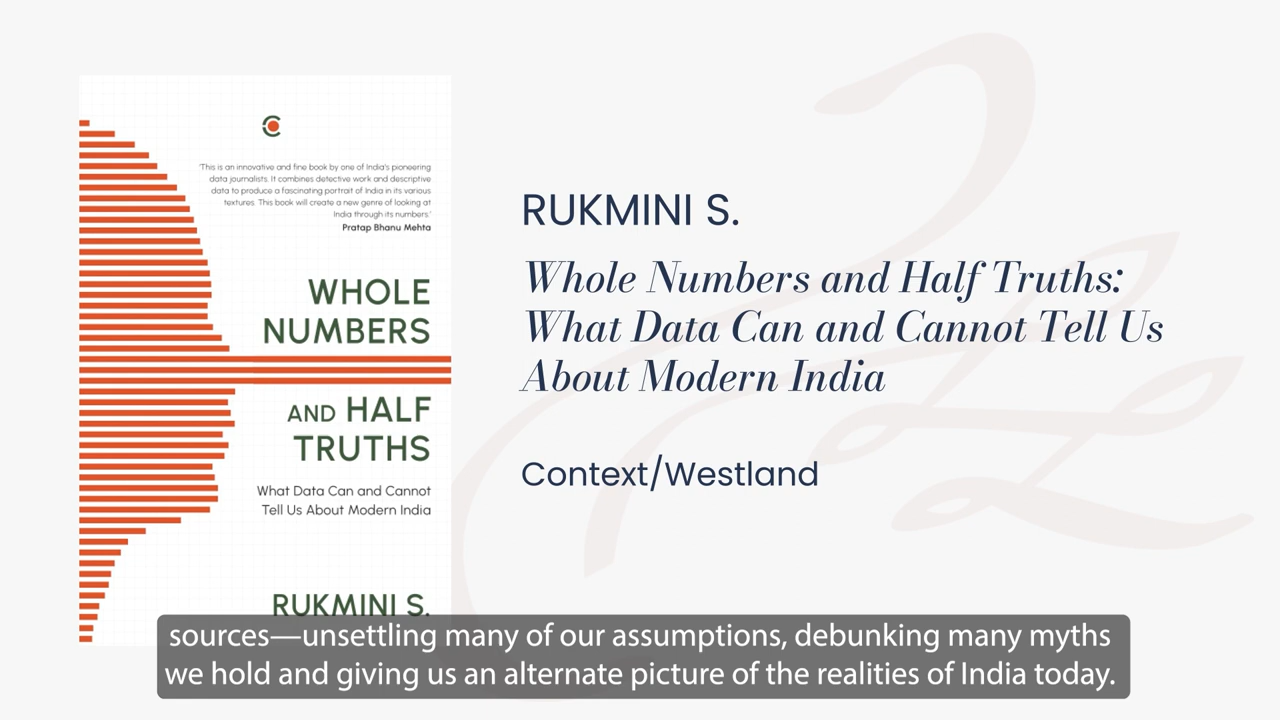 'This is an innovative and fine book by one of India's pioneering
data journalists. It combines detective work and descriptive
data to produce a fascinating portrait of India in its various
textures. This book will create a new genre of looking at
India through its numbers.'
Pratap Bhanu Mehta
WHOLE
NUMBERS
AND HALF
TRUTHS
What Data Can and Cannot
Tell Us About Modern India
RUKMINI S.
RUKMINI S.
Whole Numbers and Half Truths:
What Data Can and Cannot Tell Us
About Modern India
Context/Westland
sources—unsettling many of our assumptions, debunking many myths
we hold and giving us an alternate picture of the realities of India today.